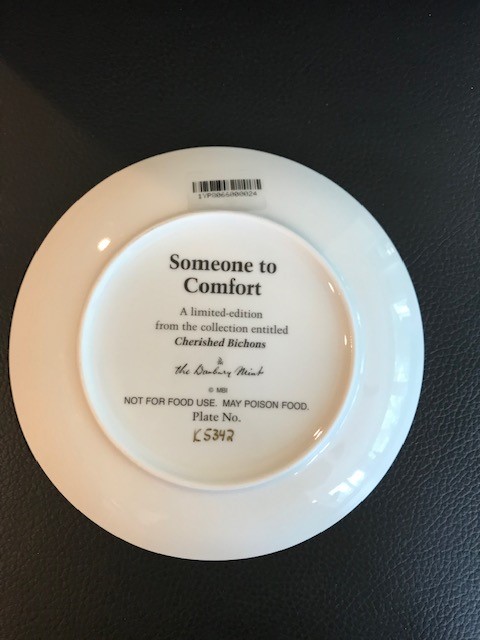 Someone to
Comfort
A limited-edition
from the collection entitled
Cherished Bichons
the Danbury Mint
© MBI
NOT FOR FOOD USE. MAY POISON FOOD.
Plate No.
K5342